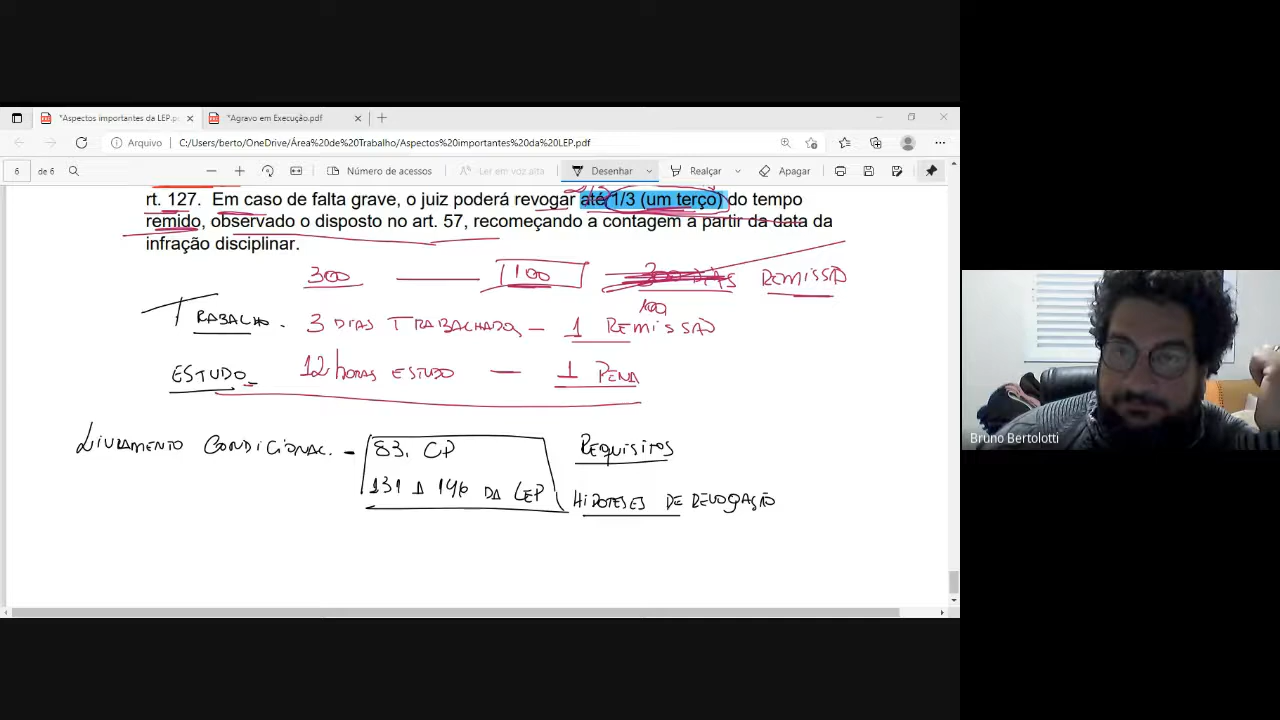 *Aspectos importantes da LEP.p
*Agravo em Execução.pdf
Arquivo
C:/Users/berto/OneDrive/Área%20de%20Trabalho/Aspectos%20importantes%20da%20LEP.pdf
6 de 6
Número de acessos
Ler em voz alta
Desenhar
Realçar
Apagar
rt. 127. Em caso de falta grave, o juiz poderá revogar até 1/3 (um terço) do tempo
remido, observado o disposto no art. 57, recomeçando a contagem a partir da data da
infração disciplinar.
300 100 REMISSÃO
100
TRABALHO. 3 DIAS TRABALHADO, - 1 REMISSÃO
ESTUDO 12 HORAS ESTUDO - 1 PENA
LIVRAMENTO CONDICIONAL. - 83. CP REQUISITOS
131 A 146 DA LEP HIPOTESES DE REVOGAÇÃO
Bruno Bertolotti